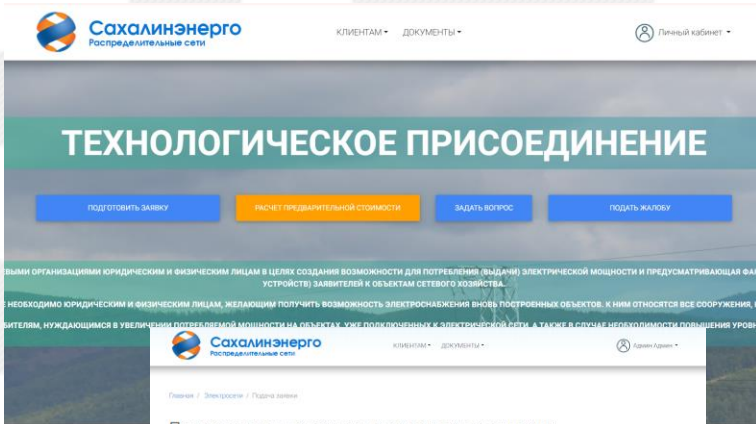 Сахалинэнерго
Распределительные сети
КЛИЕНТАМ ДОКУМЕНТЫ
Личный кабинет
ТЕХНОЛОГИЧЕСКОЕ ПРИСОЕДИНЕНИЕ
ПОДГОТОВИТЬ ЗАЯВКУ
РАСЧЕТ ПРЕДВАРИТЕЛЬНОЙ СТОИМОСТИ
ЗАДАТЬ ВОПРОС
ПОДАТЬ ЖАЛОБУ
ОРГАНИЗАЦИЯМИ ЮРИДИЧЕСКИМ И ФИЗИЧЕСКИМ ЛИЦАМ В ЦЕЛЯХ СОЗДАНИЯ ВОЗМОЖНОСТИ ДЛЯ ПОТРЕБЛЕНИЯ (ВЫДАЧИ) ЭЛЕКТРИЧЕСКОЙ МОЩНОСТИ И ПРЕДУСМАТРИВАЮЩАЯ
УСТРОЙСТВ) ЗАЯВИТЕЛЕЙ К ОБЪЕКТАМ СЕТЕВОГО ХОЗЯЙСТВА.
НЕОБХОДИМО ЮРИДИЧЕСКИМ И ФИЗИЧЕСКИМ ЛИЦАМ, ЖЕЛАЮЩИМ ПОЛУЧИТЬ ВОЗМОЖНОСТЬ ЭЛЕКТРОСНАБЖЕНИЯ ВНОВЬ ПОСТРОЕННЫХ ОБЪЕКТОВ. К НИМ ОТНОСЯТСЯ ВСЕ СООРУЖЕНИЯ,
НУЖДАЮЩИМСЯ В УВЕЛИЧЕНИИ ПОТРЕБЛЯЕМОЙ МОЩНОСТИ НА ОБЪЕКТАХ, УЖЕ ПОДКЛЮЧЕННЫХ К ЭЛЕКТРИЧЕСКОЙ СЕТИ, А ТАКЖЕ В СЛУЧАЕ НЕОБХОДИМОСТИ ПОВЫШЕНИЯ
Сахалинэнерго
Распределительные сети
КЛИЕНТАМ ДОКУМЕНТЫ
Админ Админ
Главная / Электросети / Подача заявки